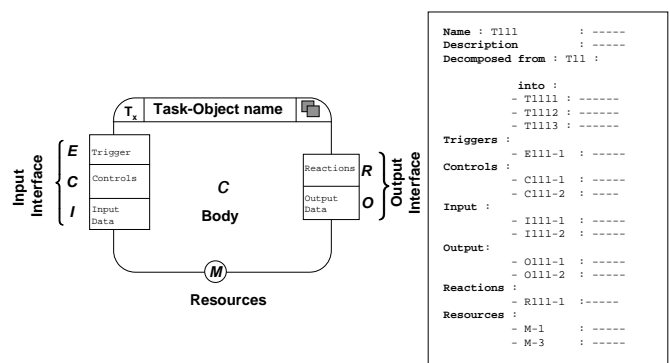 Tx Task-Object name
Input Interface
E Trigger
C Controls
I Input Data
C
Body
Reactions R
Output Data O
Output Interface
M
Resources
Name : T111 : -----
Description : -----
Decomposed from : T11 :
into :
- T1111 : ------
- T1112 : ------
- T1113 : ------
Triggers :
- E111-1 : -----
Controls :
- C111-1 : -----
- C111-2 : ----
Input :
- I111-1 : -----
- I111-2 : -----
Output:
- O111-1 : -----
- O111-2 : -----
Reactions :
- R111-1 :-----
Resources :
- M-1 : -----
- M-3 : -----